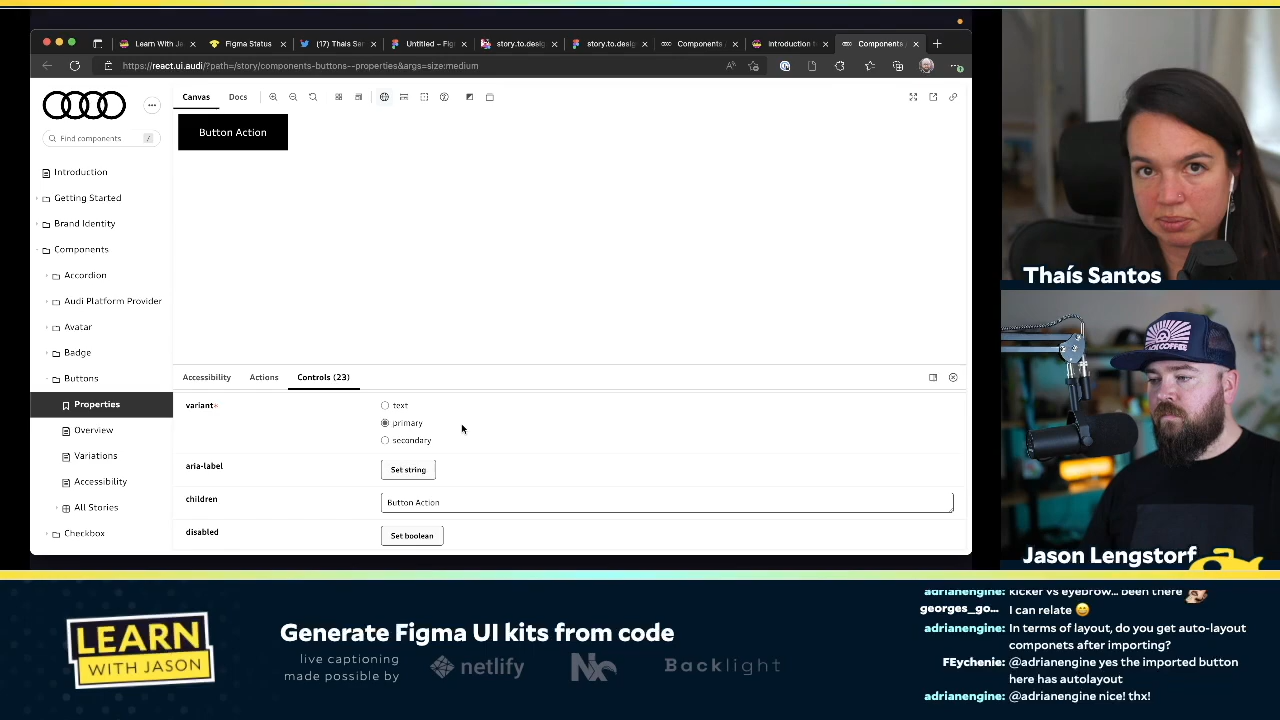 Learn With Ja
Figma Status
(17) Thais Sar
Untitled – Fig
story.to.desig
story.to.desig
Components
Introduction
Components
https://react.ui.audi/?path=/story/components-buttons--properties&args=size:medium
Canvas
Docs
Find components
/
Button Action
Introduction
Getting Started
Brand Identity
Components
Accordion
Audi Platform Provider
Avatar
Badge
Buttons
Properties
Overview
Variations
Accessibility
All Stories
Checkbox
Accessibility
Actions
Controls (23)
variant*
text
primary
secondary
aria-label
Set string
children
Button Action
disabled
Set boolean
Thaís Santos
Jason Lengstorf
LEARN
WITH JASON
Generate Figma UI kits from code
live captioning
made possible by
netlify
Nx
Backlight
adrianengine: kicker vs eyebrow... been there
georges_go... I can relate 😄
adrianengine: In terms of layout, do you get auto-layout
componets after importing?
FEychenie: @adrianengine yes the imported button
here has autolayout
adrianengine: @adrianengine nice! thx!